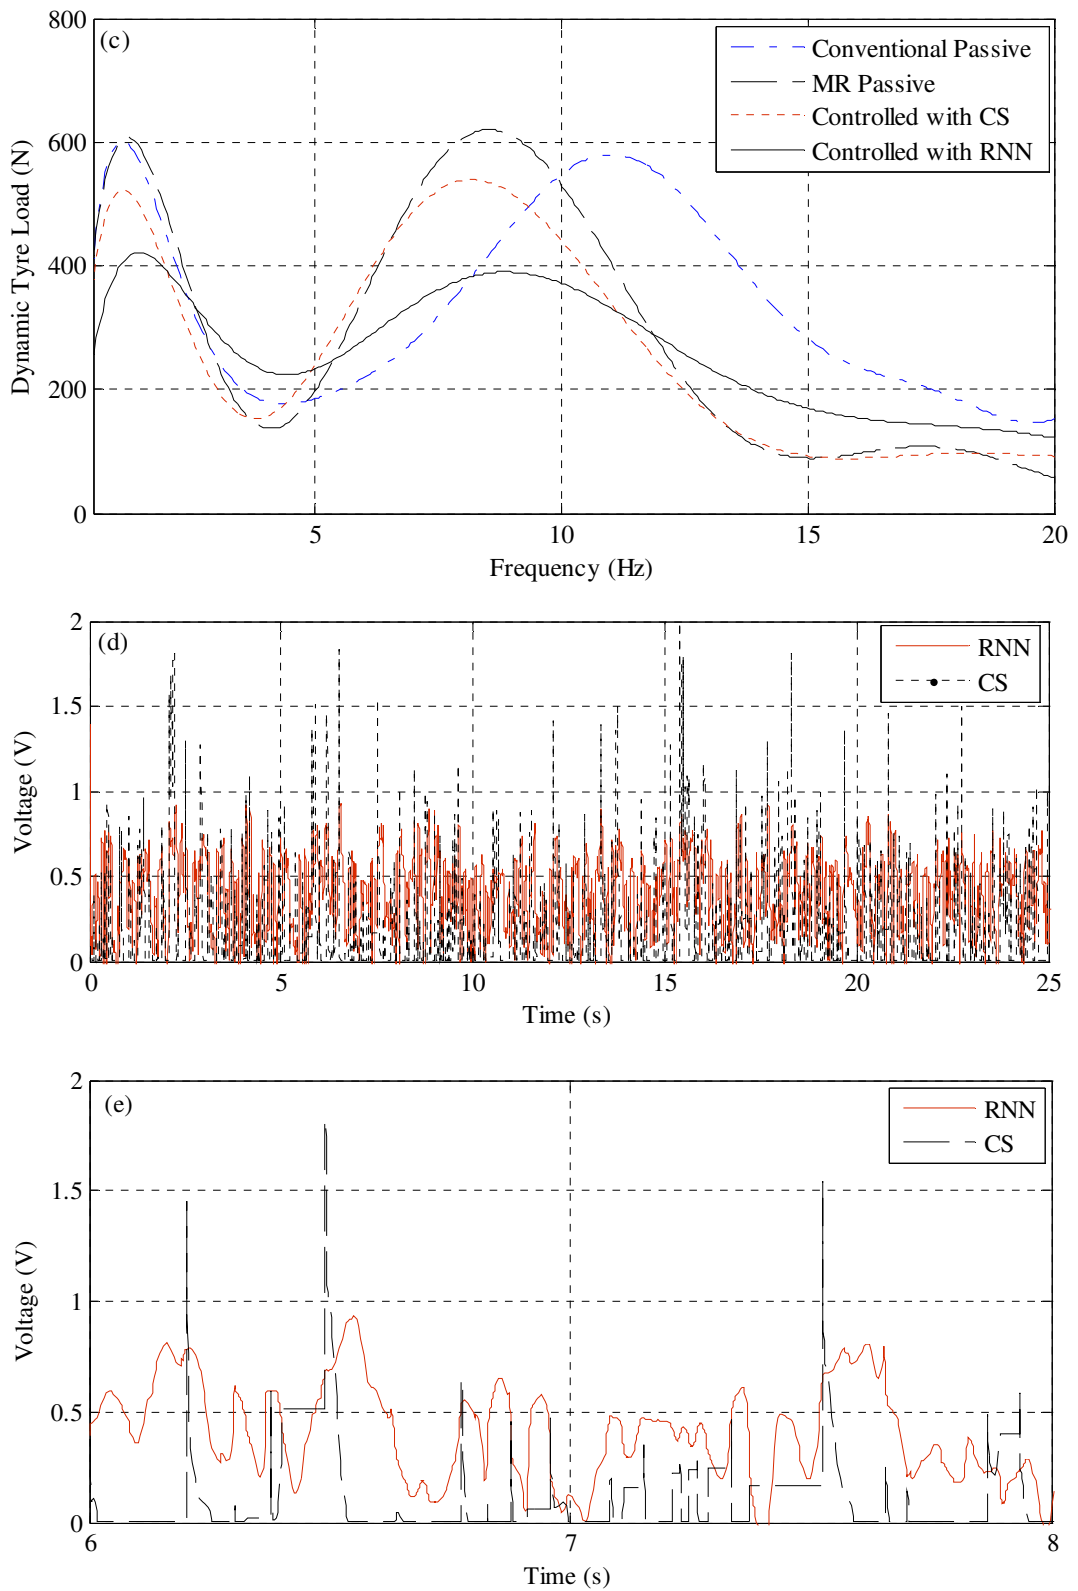 (c)
800
600
400
200
0
Dynamic Tyre Load (N)
Conventional Passive
MR Passive
Controlled with CS
Controlled with RNN
5
10
15
20
Frequency (Hz)
(d)
2
1.5
1
0.5
0
Voltage (V)
RNN
CS
0
5
10
15
20
25
Time (s)
(e)
2
1.5
1
0.5
0
Voltage (V)
RNN
CS
6
7
8
Time (s)